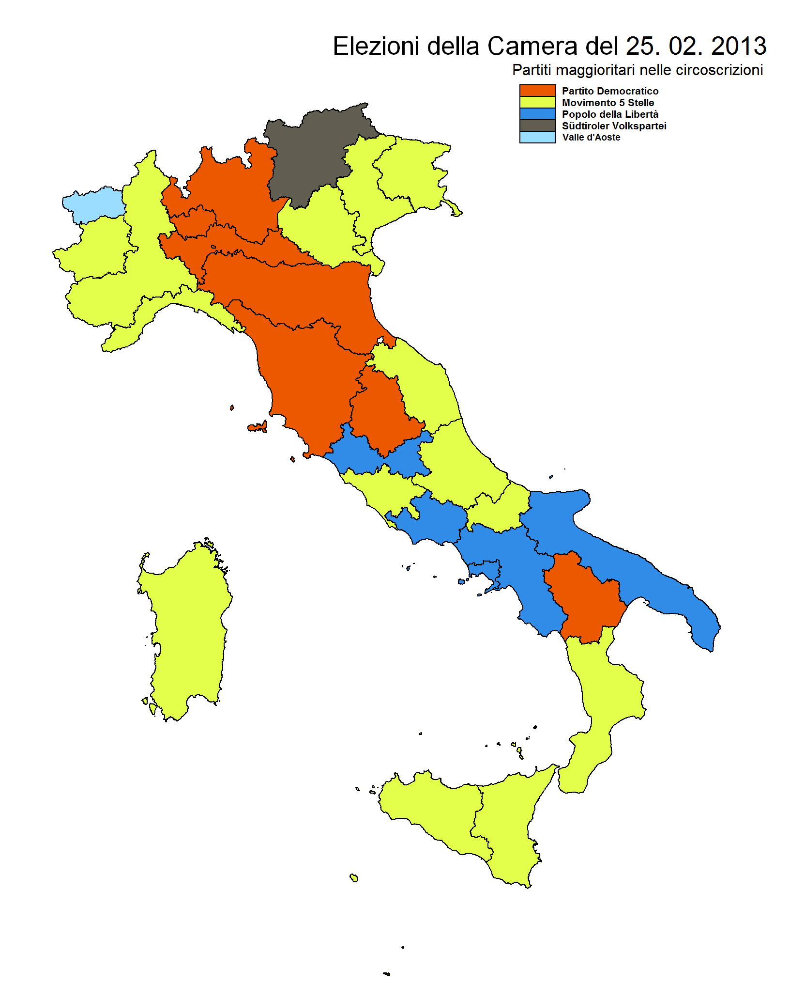 Elezioni della Camera del 25. 02. 2013
Partiti maggioritari nelle circoscrizioni
Partito Democratico
Movimento 5 Stelle
Popolo della Libertà
Südtiroler Volkspartei
Valle d'Aoste